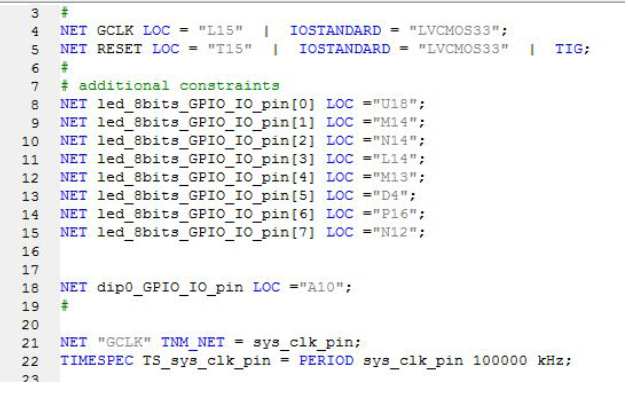 3 #
4 NET GCLK LOC = "L15" | IOSTANDARD = "LVCMOS33";
5 NET RESET LOC = "T15" | IOSTANDARD = "LVCMOS33" | TIG;
6 #
7 # additional constraints
8 NET led_8bits_GPIO_IO_pin[0] LOC ="U18";
9 NET led_8bits_GPIO_IO_pin[1] LOC ="M14";
10 NET led_8bits_GPIO_IO_pin[2] LOC ="N14";
11 NET led_8bits_GPIO_IO_pin[3] LOC ="L14";
12 NET led_8bits_GPIO_IO_pin[4] LOC ="M13";
13 NET led_8bits_GPIO_IO_pin[5] LOC ="D4";
14 NET led_8bits_GPIO_IO_pin[6] LOC ="P16";
15 NET led_8bits_GPIO_IO_pin[7] LOC ="N12";
16
17
18 NET dip0_GPIO_IO_pin LOC ="A10";
19 #
20
21 NET "GCLK" TNM_NET = sys_clk_pin;
22 TIMESPEC TS_sys_clk_pin = PERIOD sys_clk_pin 100000 kHz;
23